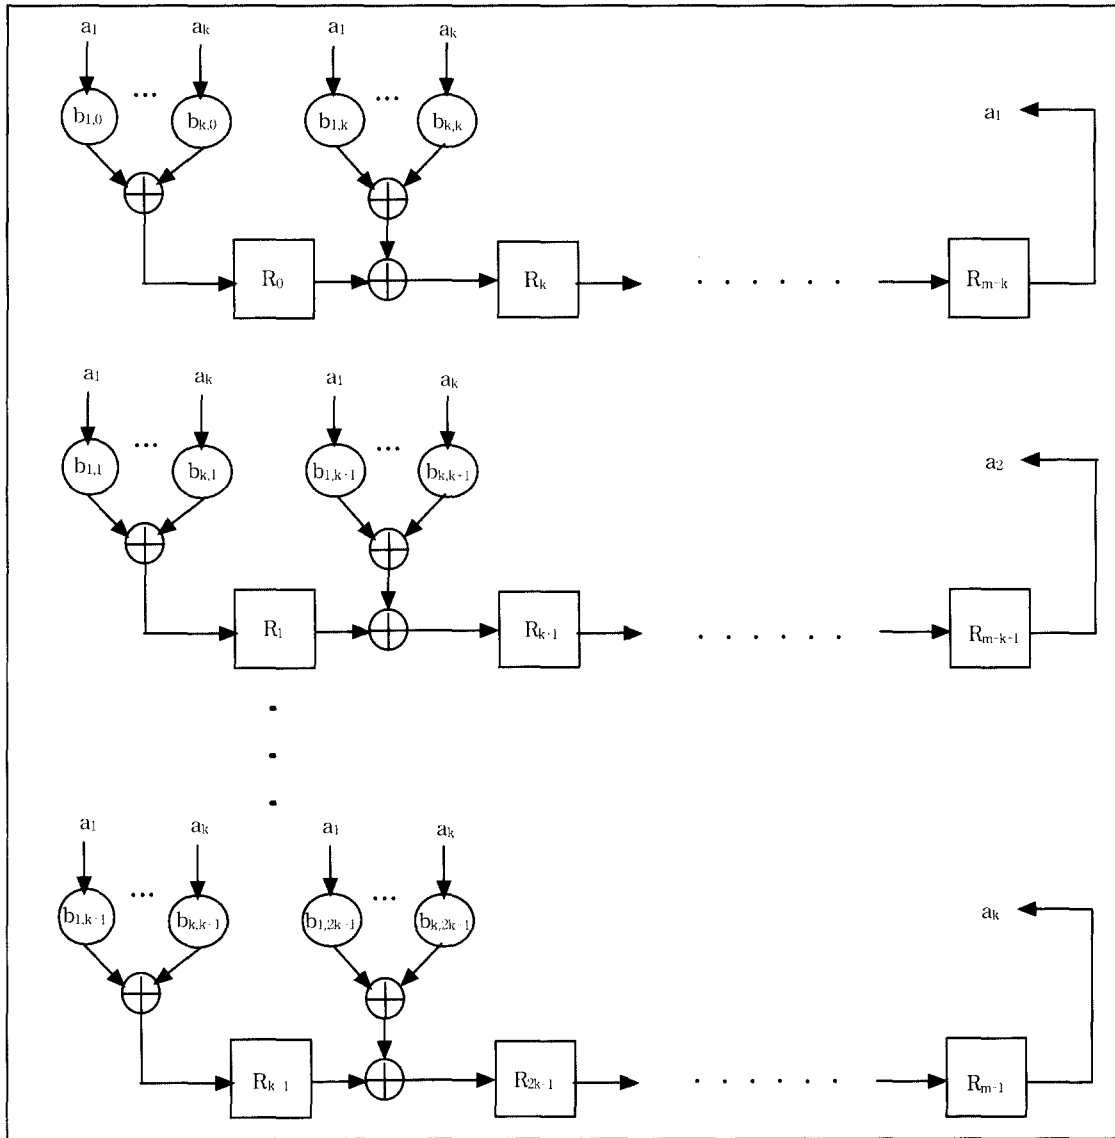 a1 ak a1 ak
... ...
b1,0 bk,0 b1,k bk,k a1
R0 Rk . . . . . . Rm-k
a1 ak a1 ak
... ...
b1,1 bk,1 b1,k+1 bk,k+1 a2
R1 Rk+1 . . . . . . Rm-k+1
a1 ak a1 ak
... ...
b1,k-1 bk,k-1 b1,2k-1 bk,2k-1 ak
Rk-1 R2k-1 . . . . . . Rm-1